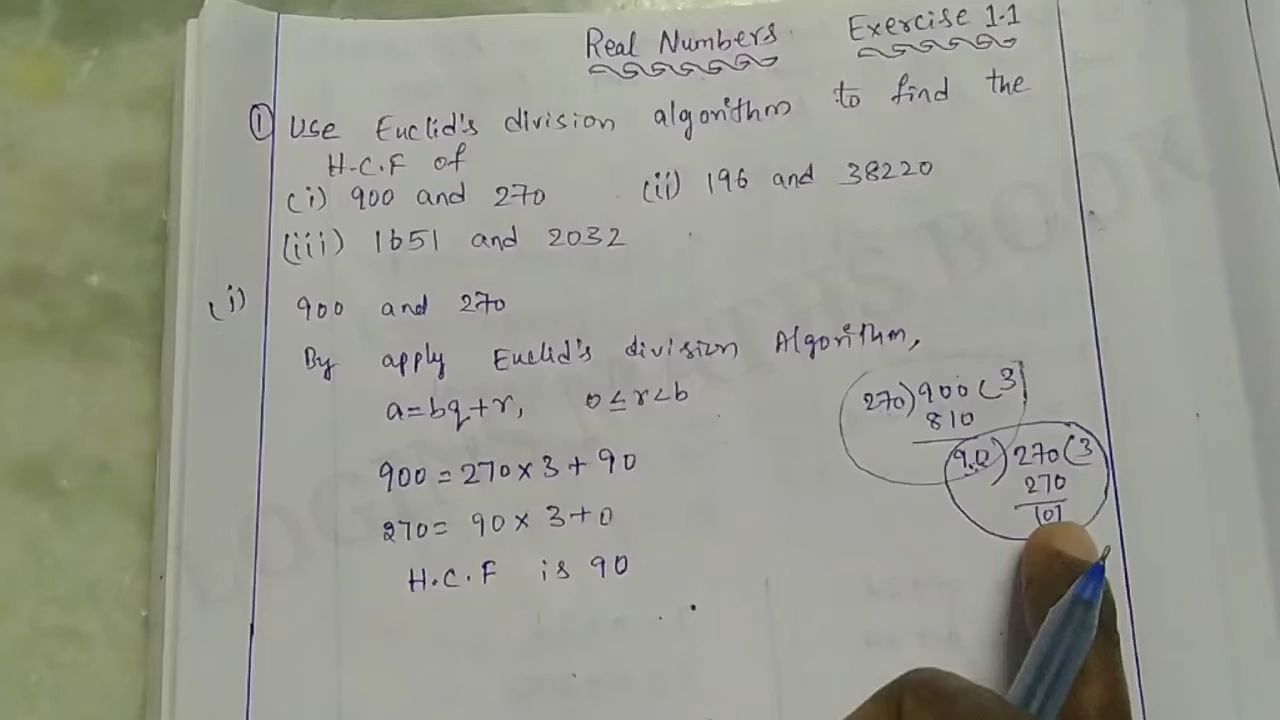 Real Numbers Exercise 1.1
① Use Euclid's division algorithm to find the
H.C.F of
(i) 900 and 270 (ii) 196 and 38220
(iii) 1651 and 2032
(i) 900 and 270
By apply Euclid's division Algorithm,
a=bq+r, 0≤r<b
900=270×3+90
270=90×3+0
H.C.F is 90
270)900(3
810
90)270(3
270
0